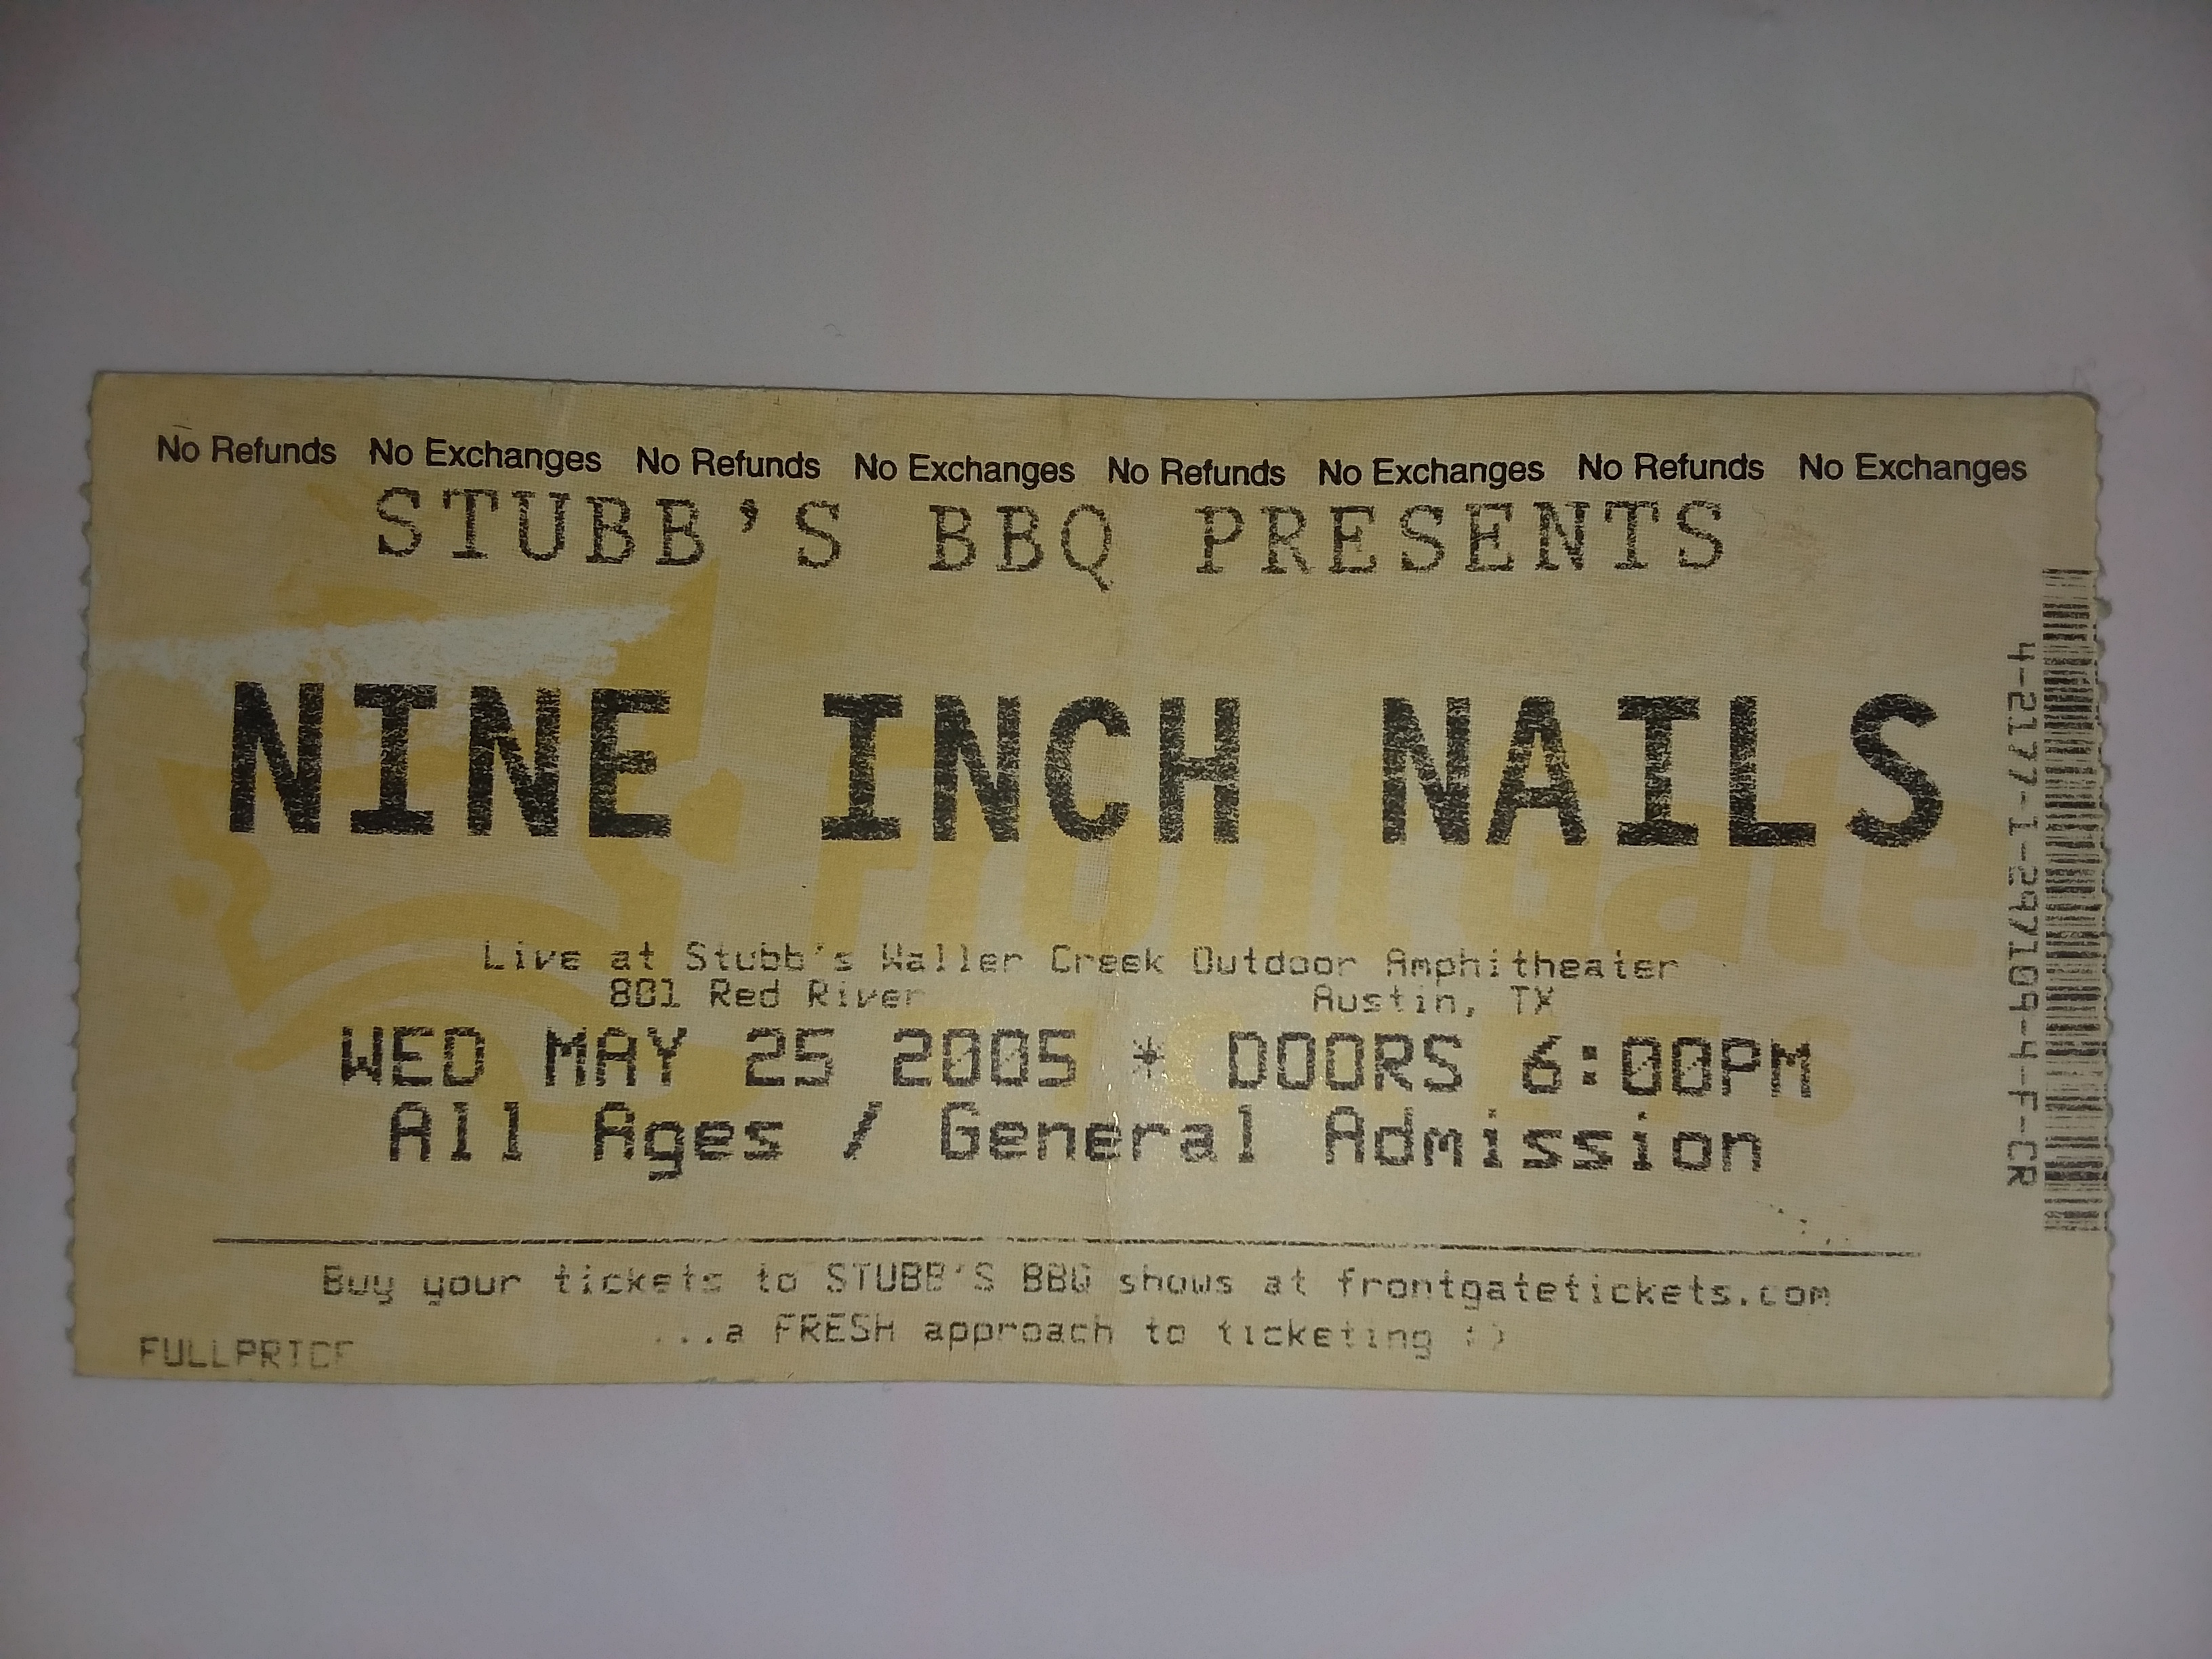 No Refunds No Exchanges No Refunds No Exchanges No Refunds No Exchanges No Refunds No Exchanges
STUBB'S BBQ PRESENTS
NINE INCH NAILS
Front Gate
Live at Stubb's Waller Creek Outdoor Amphitheater
801 Red River Austin, TX
WED MAY 25 2005 * DOORS 6:00PM
All Ages / General Admission
Buy your tickets to STUBB'S BBQ shows at frontgatetickets.com
...a FRESH approach to ticketing :)
FULLPRICE
4-2177-1-297109-4-F-CR